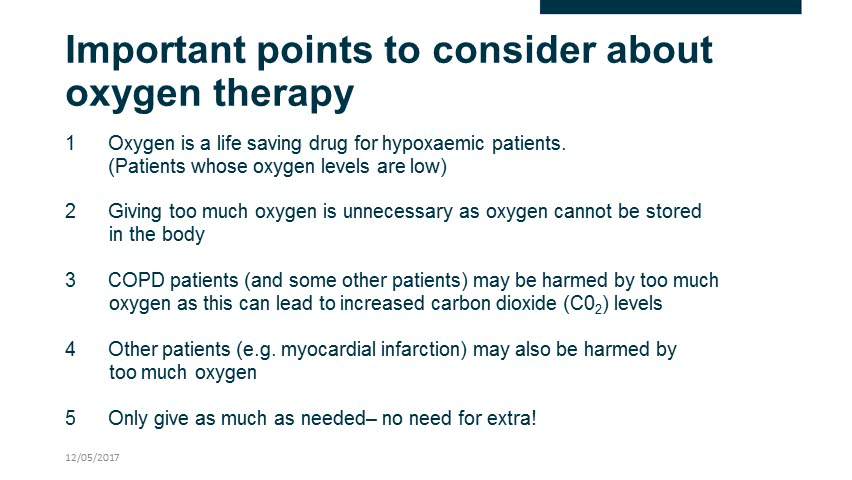 Important points to consider about
oxygen therapy
1 Oxygen is a life saving drug for hypoxaemic patients.
(Patients whose oxygen levels are low)
2 Giving too much oxygen is unnecessary as oxygen cannot be stored
in the body
3 COPD patients (and some other patients) may be harmed by too much
oxygen as this can lead to increased carbon dioxide (C0₂) levels
4 Other patients (e.g. myocardial infarction) may also be harmed by
too much oxygen
5 Only give as much as needed– no need for extra!
12/05/2017